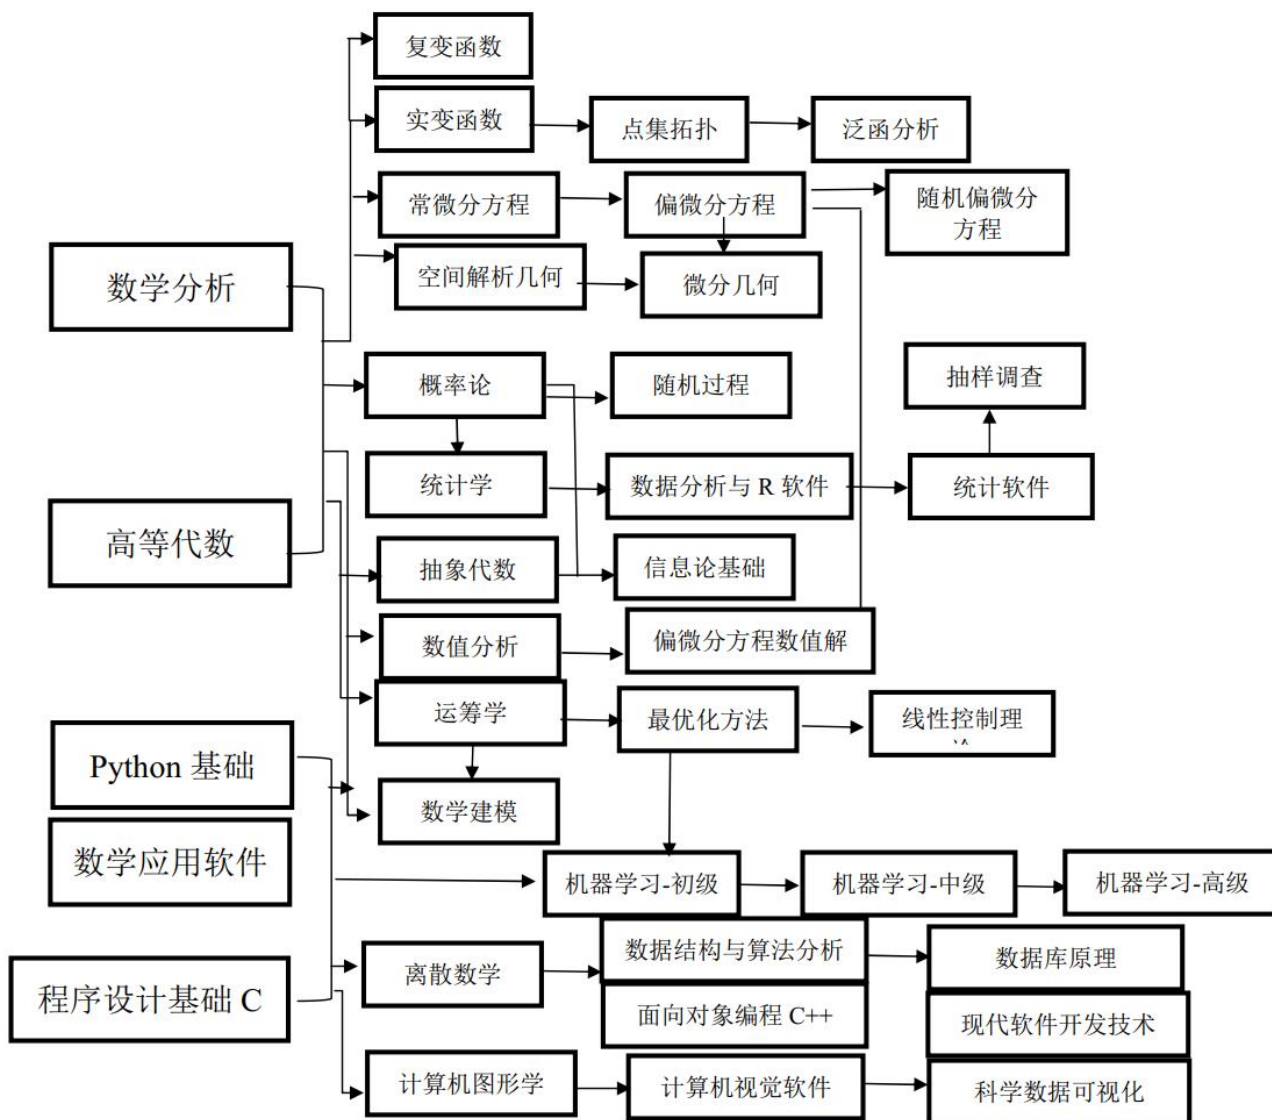 复变函数
实变函数
点集拓扑
泛函分析
常微分方程
偏微分方程
随机偏微分
方程
空间解析几何
微分几何
数学分析
概率论
随机过程
抽样调查
统计学
数据分析与 R 软件
统计软件
高等代数
抽象代数
信息论基础
数值分析
偏微分方程数值解
运筹学
最优化方法
线性控制理
Python 基础
数学建模
数学应用软件
机器学习-初级
机器学习-中级
机器学习-高级
数据结构与算法分析
数据库原理
离散数学
程序设计基础 C
面向对象编程 C++
现代软件开发技术
计算机图形学
计算机视觉软件
科学数据可视化